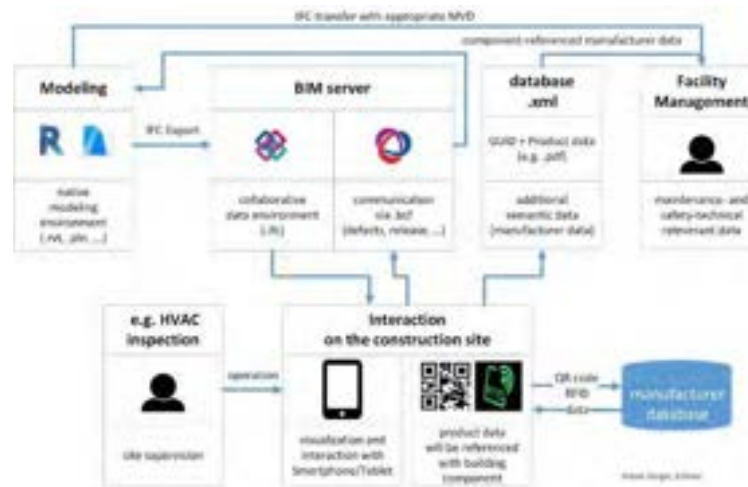 IFC transfer with appropriate MVD
component-referenced manufacturer data
Modeling
BIM server
database
.xml
Facility
Management
R
IFC Export
GUID + Product data
(e.g. .pdf)
native
modeling
environment
(.rvt, .pln, ...)
collaborative
data environment
(.ifc)
communication
via .bcf
(defects, release, ...)
additional
semantic data
(manufacturer data)
maintenance- and
safety-technical
relevant data
e.g. HVAC
inspection
Interaction
on the construction site
operation
QR code
RFID
data
manufacturer
database
site supervision
visualization and
interaction with
Smartphone/Tablet
product data
will be referenced
with building
component